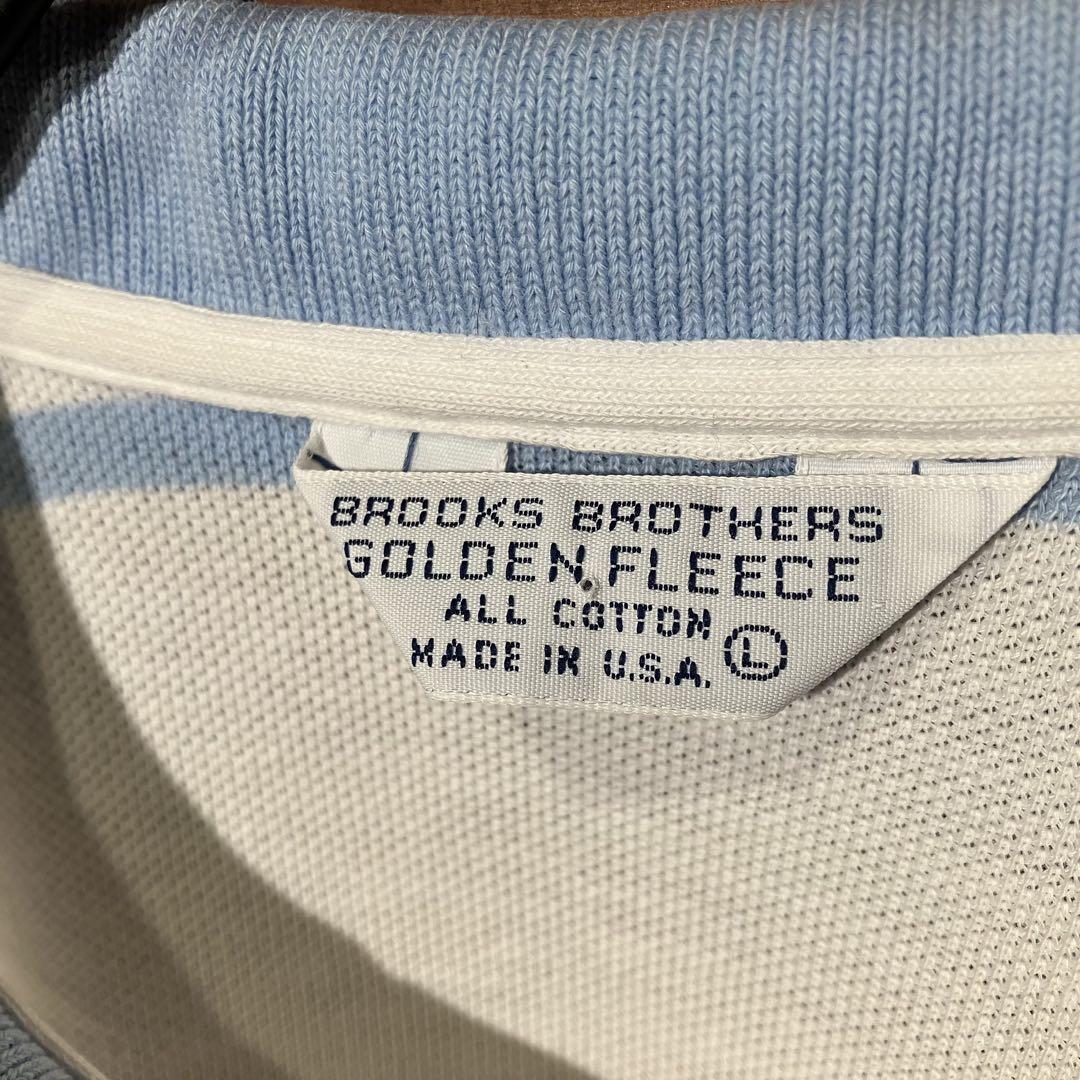 BROOKS BROTHERS
GOLDEN FLEECE
ALL COTTON
MADE IN U.S.A. L